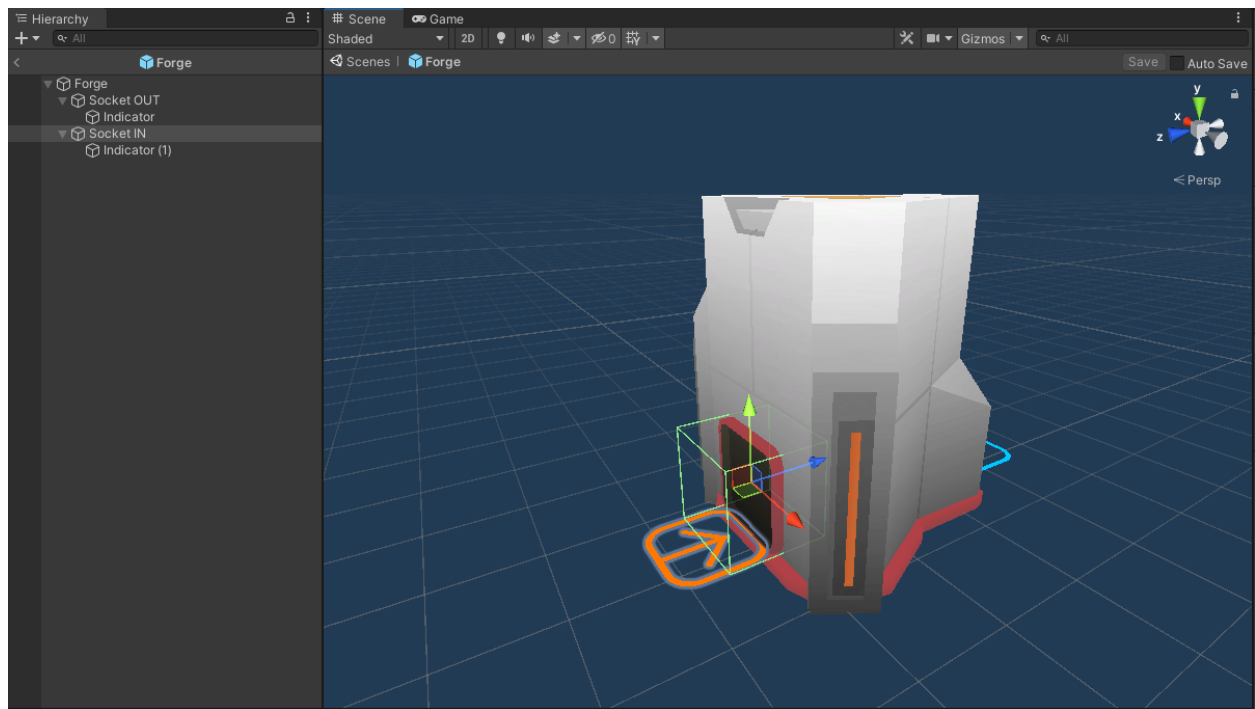 Hierarchy
All
Forge
Forge
Socket OUT
Indicator
Socket IN
Indicator (1)
Scene Game
Shaded 2D 0 Gizmos All
Scenes | Forge Save Auto Save
y
x
z
Persp